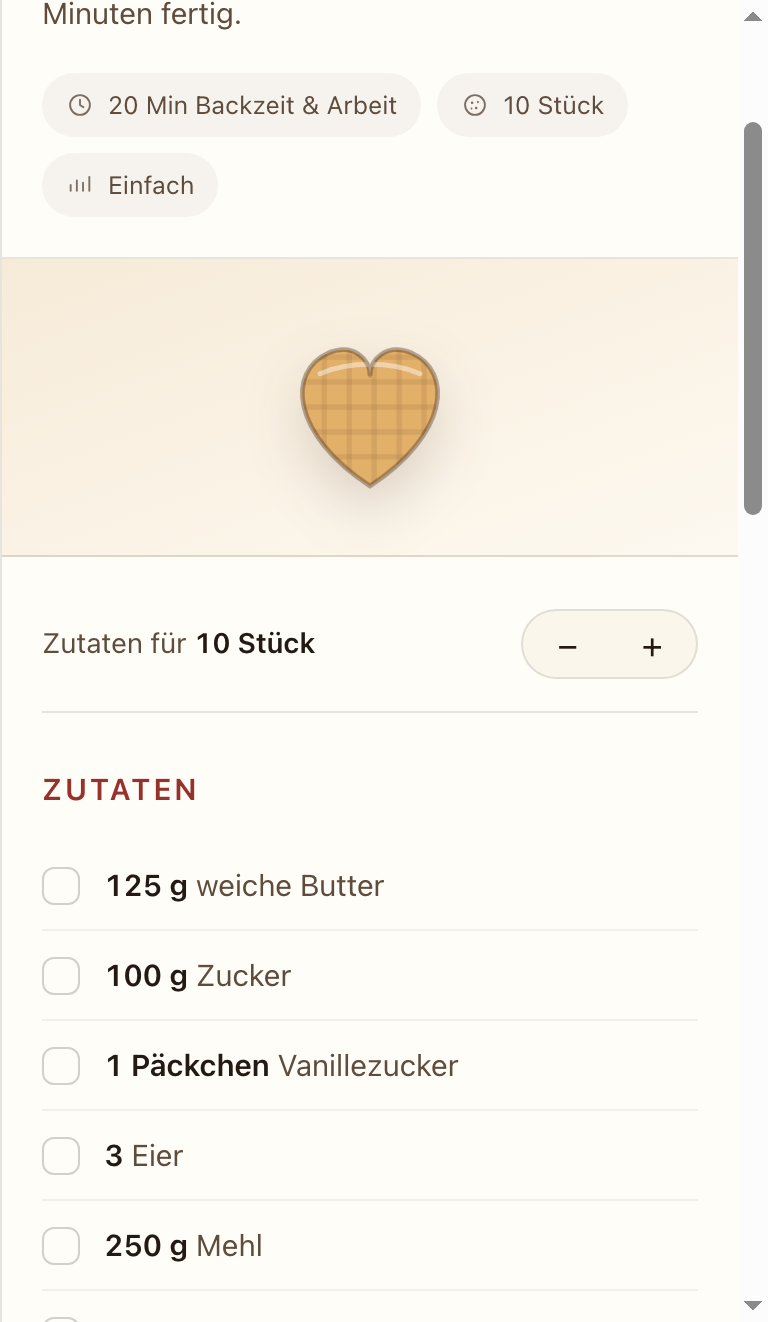 Minuten fertig.
20 Min Backzeit & Arbeit
10 Stück
Einfach
Zutaten für 10 Stück
− +
ZUTATEN
125 g weiche Butter
100 g Zucker
1 Päckchen Vanillezucker
3 Eier
250 g Mehl